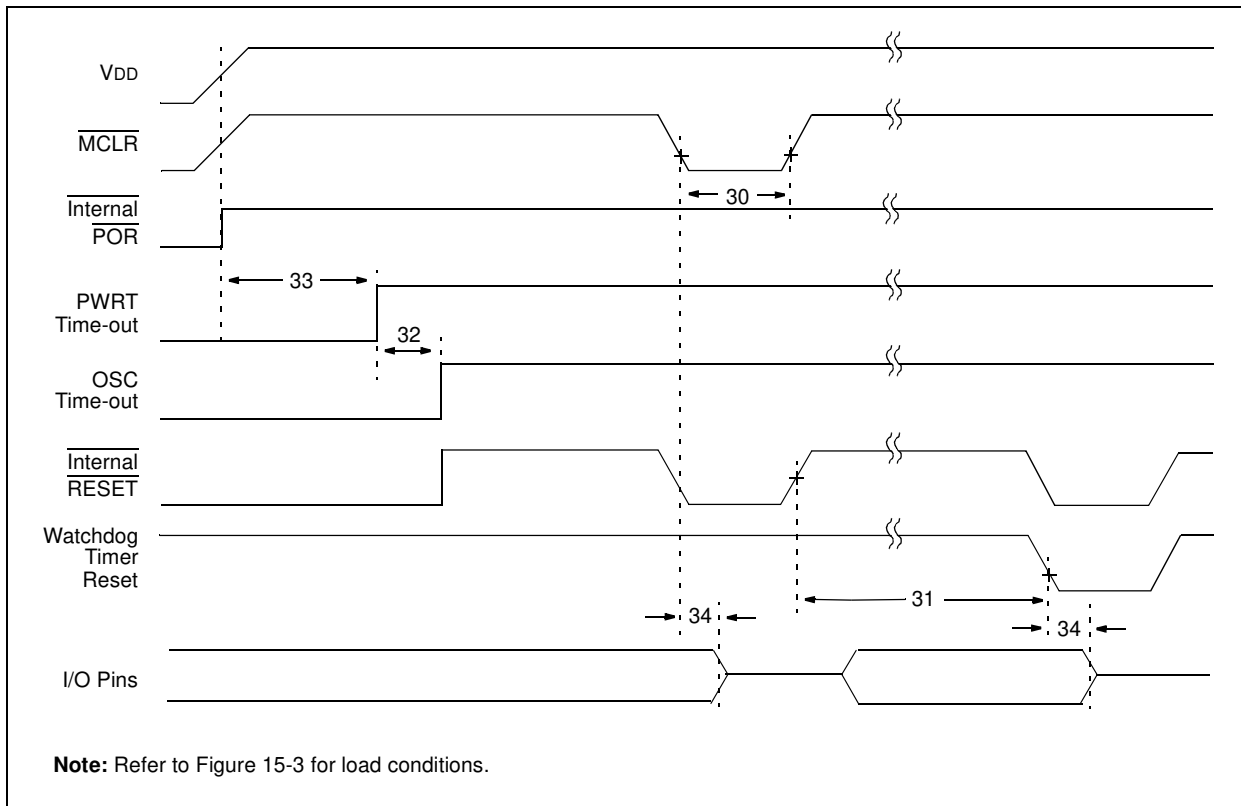 VDD
MCLR
30
Internal
POR
33
PWRT
Time-out
32
OSC
Time-out
Internal
RESET
Watchdog
Timer
Reset
31
34
34
I/O Pins
Note: Refer to Figure 15-3 for load conditions.